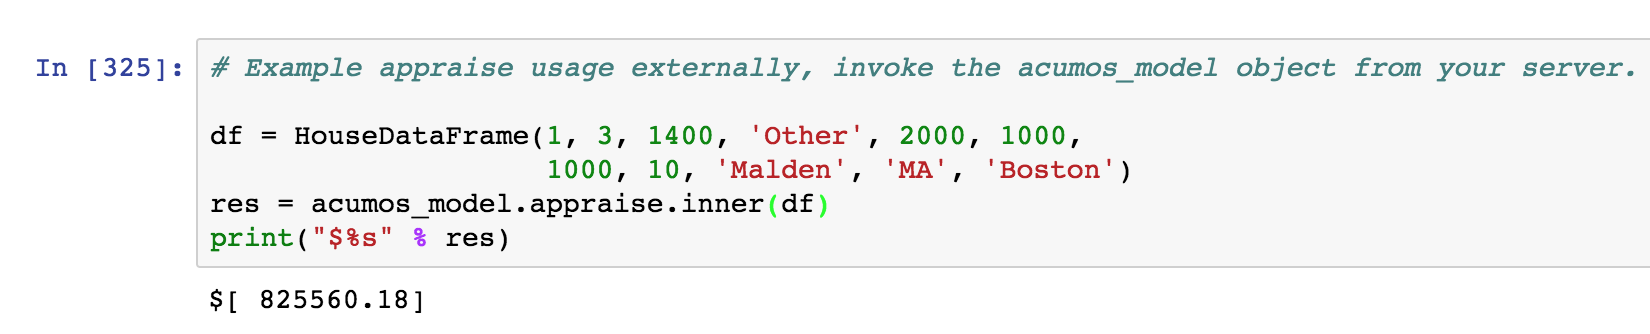 In [325]: # Example appraise usage externally, invoke the acumos_model object from your server.
df = HouseDataFrame(1, 3, 1400, 'Other', 2000, 1000,
1000, 10, 'Malden', 'MA', 'Boston')
res = acumos_model.appraise.inner(df)
print("$%s" % res)
$[ 825560.18]